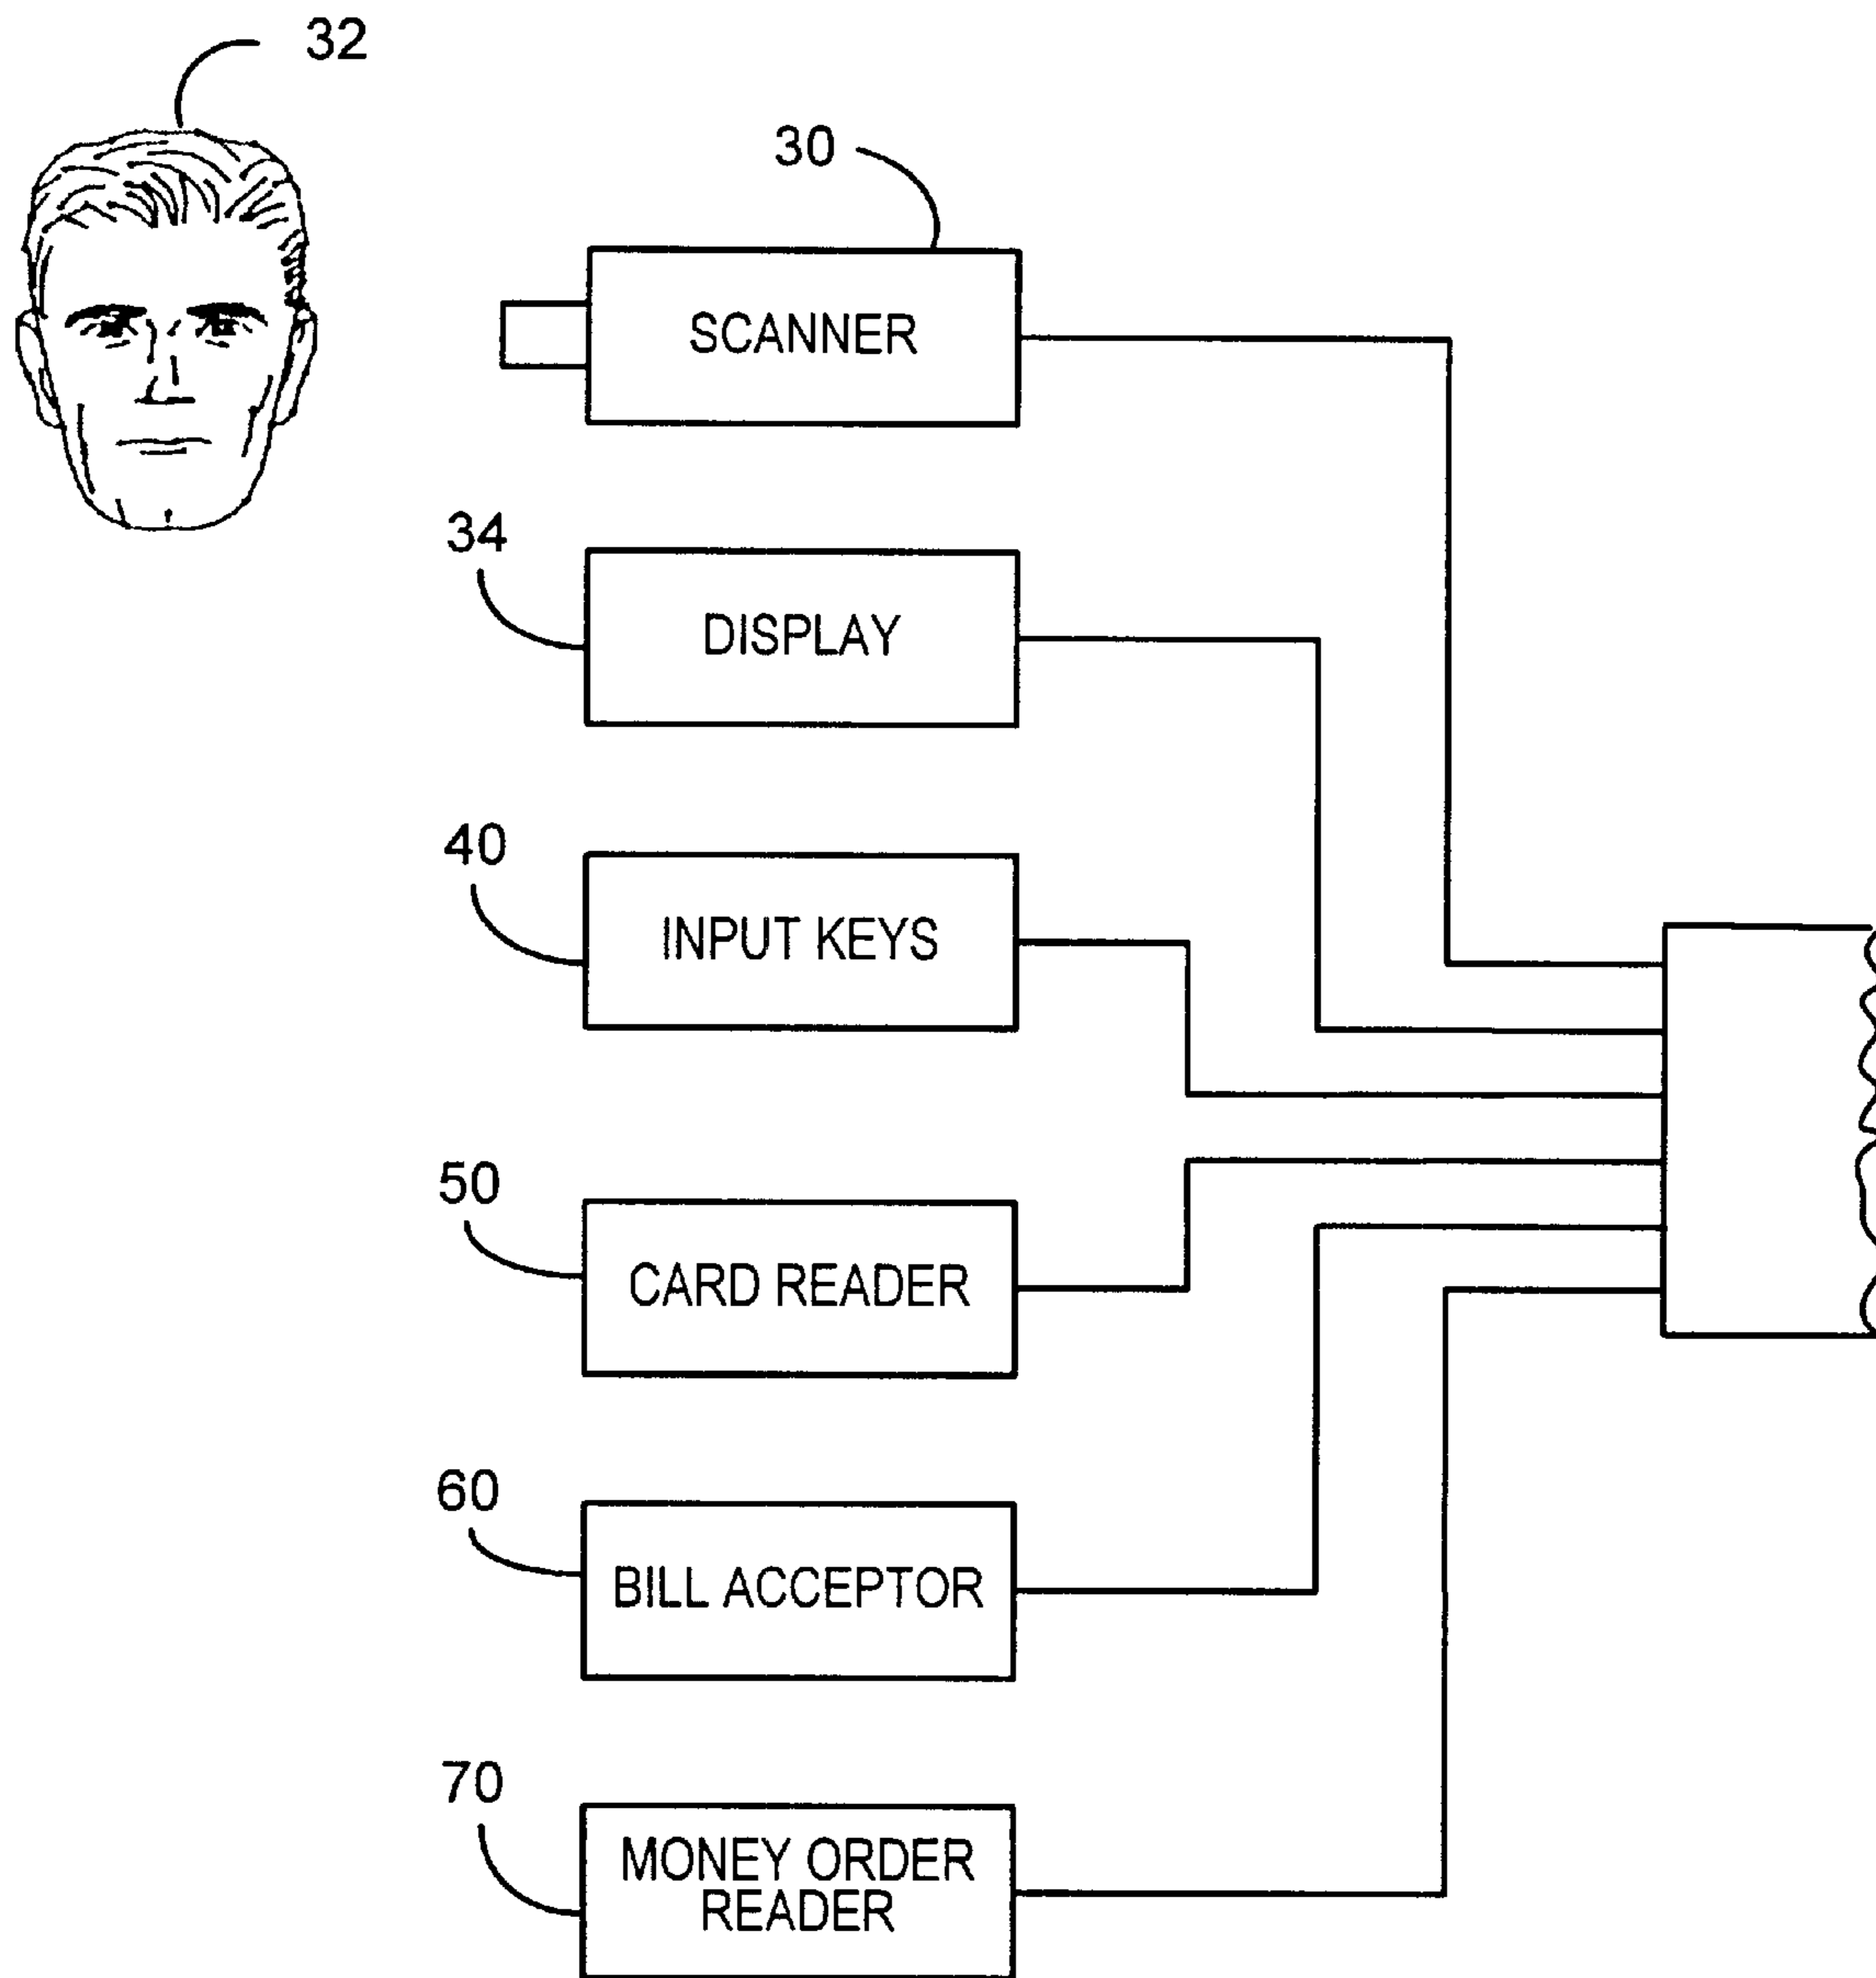 32
30
SCANNER
34
DISPLAY
40
INPUT KEYS
50
CARD READER
60
BILL ACCEPTOR
70
MONEY ORDER
READER